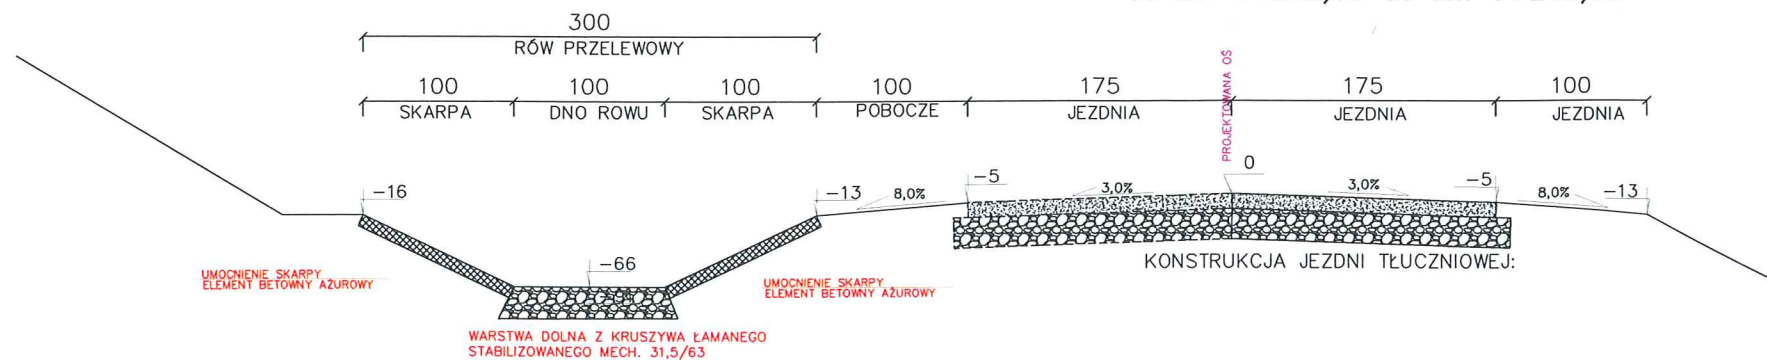 300
RÓW PRZELEWOWY
100 100 100 100 175 175 100
SKARPA DNO ROWU SKARPA POBOCZE JEZDNIA JEZDNIA JEZDNIA
PROJEKTOWANA OŚ
-16 -13 8,0% -5 3,0% 0 3,0% -5 8,0% -13
-66
KONSTRUKCJA JEZDNI TŁUCZNIOWEJ:
UMOCNIENIE SKARPY
ELEMENT BETOWNY AŻUROWY
UMOCNIENIE SKARPY
ELEMENT BETOWNY AŻUROWY
WARSTWA DOLNA Z KRUSZYWA ŁAMANEGO
STABILIZOWANEGO MECH. 31,5/63